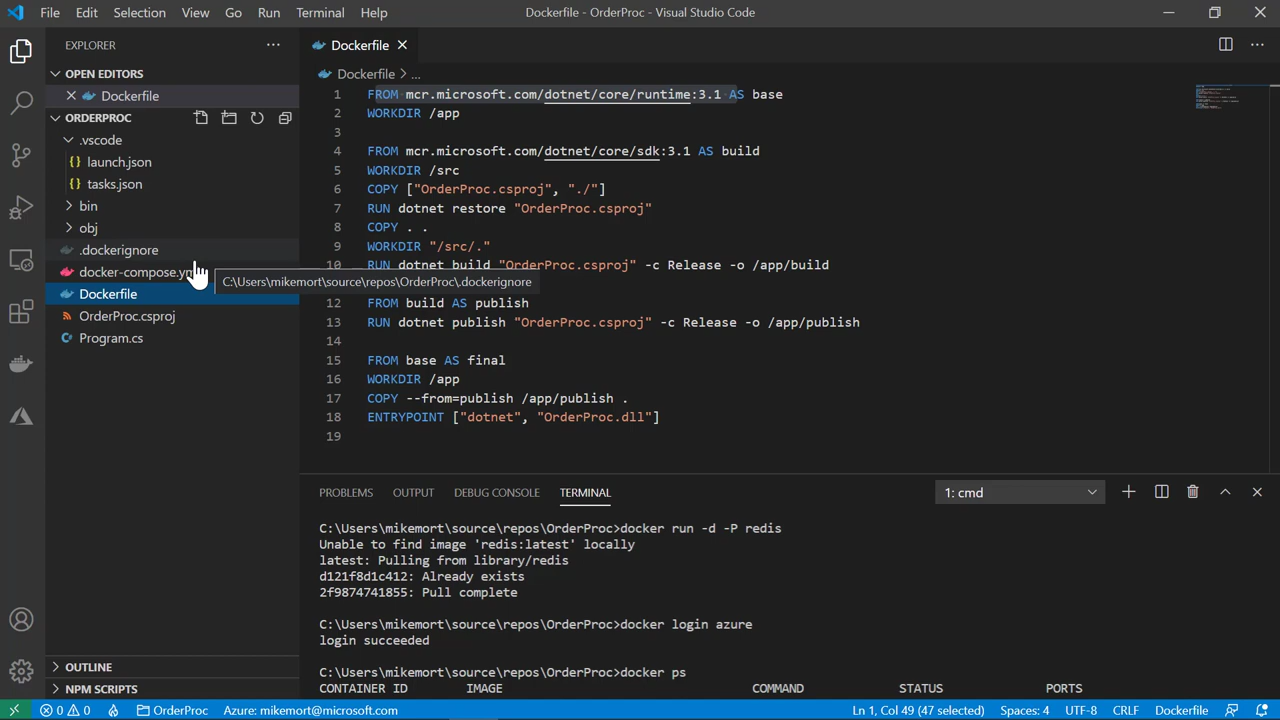 File Edit Selection View Go Run Terminal Help
Dockerfile - OrderProc - Visual Studio Code
EXPLORER
OPEN EDITORS
Dockerfile
ORDERPROC
.vscode
launch.json
tasks.json
bin
obj
.dockerignore
docker-compose.ym
Dockerfile
OrderProc.csproj
Program.cs
OUTLINE
NPM SCRIPTS
C:\Users\mikemort\source\repos\OrderProc\.dockerignore
Dockerfile
Dockerfile > ...
1 FROM mcr.microsoft.com/dotnet/core/runtime:3.1 AS base
2 WORKDIR /app
3
4 FROM mcr.microsoft.com/dotnet/core/sdk:3.1 AS build
5 WORKDIR /src
6 COPY ["OrderProc.csproj", "./"]
7 RUN dotnet restore "OrderProc.csproj"
8 COPY . .
9 WORKDIR "/src/."
10 RUN dotnet build "OrderProc.csproj" -c Release -o /app/build
12 FROM build AS publish
13 RUN dotnet publish "OrderProc.csproj" -c Release -o /app/publish
14
15 FROM base AS final
16 WORKDIR /app
17 COPY --from=publish /app/publish .
18 ENTRYPOINT ["dotnet", "OrderProc.dll"]
19
PROBLEMS OUTPUT DEBUG CONSOLE TERMINAL
1: cmd
C:\Users\mikemort\source\repos\OrderProc>docker run -d -P redis
Unable to find image 'redis:latest' locally
latest: Pulling from library/redis
d121f8d1c412: Already exists
2f9874741855: Pull complete
C:\Users\mikemort\source\repos\OrderProc>docker login azure
login succeeded
C:\Users\mikemort\source\repos\OrderProc>docker ps
CONTAINER ID IMAGE COMMAND STATUS PORTS
0 0 OrderProc Azure: mikemort@microsoft.com Ln 1, Col 49 (47 selected) Spaces: 4 UTF-8 CRLF Dockerfile